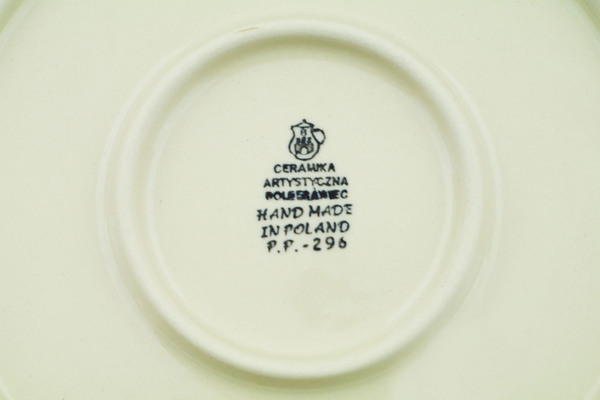 CERAMIKA
ARTYSTYCZNA
BOLESŁAWIEC
HAND MADE
IN POLAND
P.P. - 296